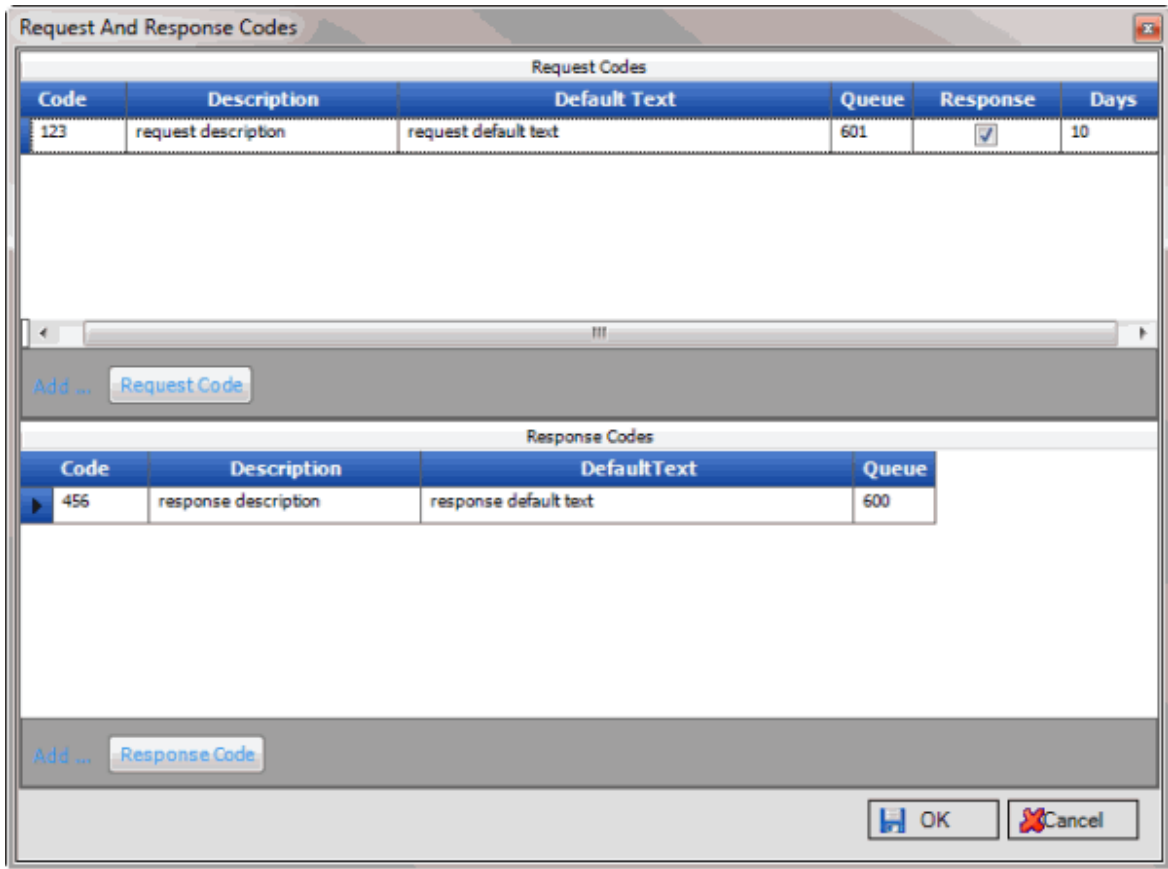 Request And Response Codes
Request Codes
Code Description Default Text Queue Response Days
123 request description request default text 601 10
Add ... Request Code
Response Codes
Code Description DefaultText Queue
456 response description response default text 600
Add ... Response Code
OK Cancel